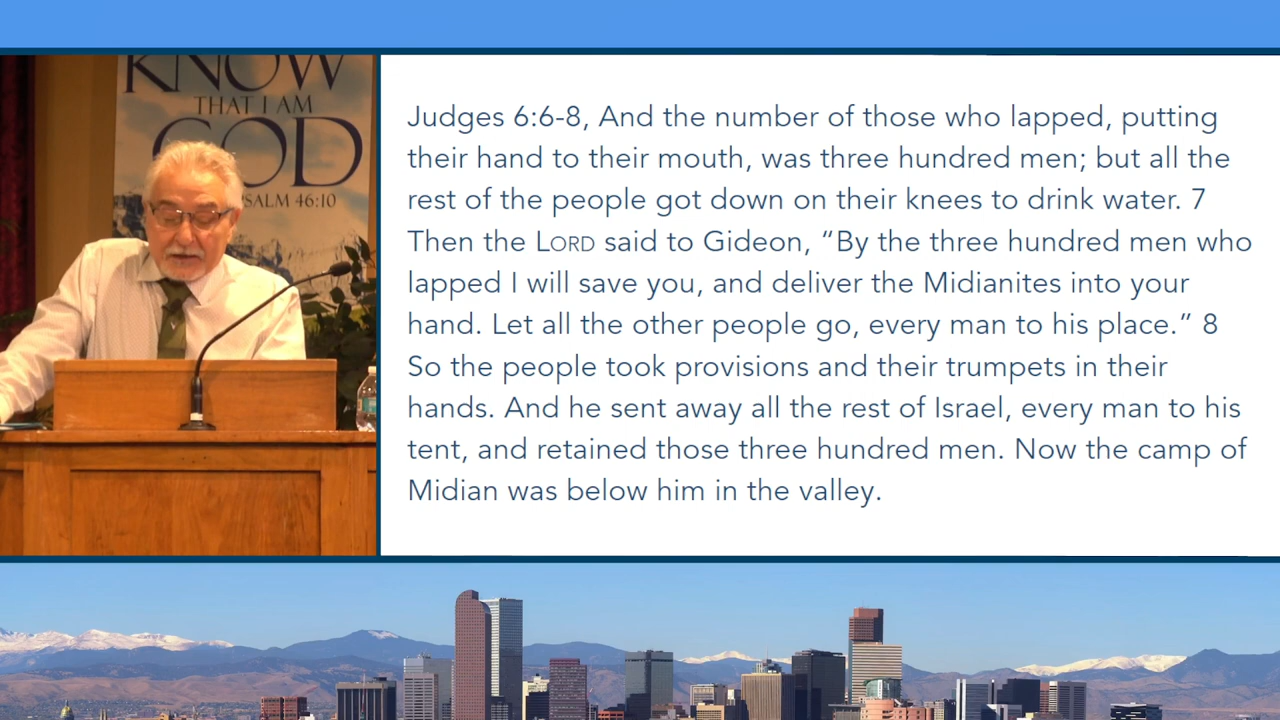 KNOW
THAT I AM
GOD
PSALM 46:10
Judges 6:6-8, And the number of those who lapped, putting
their hand to their mouth, was three hundred men; but all the
rest of the people got down on their knees to drink water. 7
Then the LORD said to Gideon, “By the three hundred men who
lapped I will save you, and deliver the Midianites into your
hand. Let all the other people go, every man to his place.” 8
So the people took provisions and their trumpets in their
hands. And he sent away all the rest of Israel, every man to his
tent, and retained those three hundred men. Now the camp of
Midian was below him in the valley.